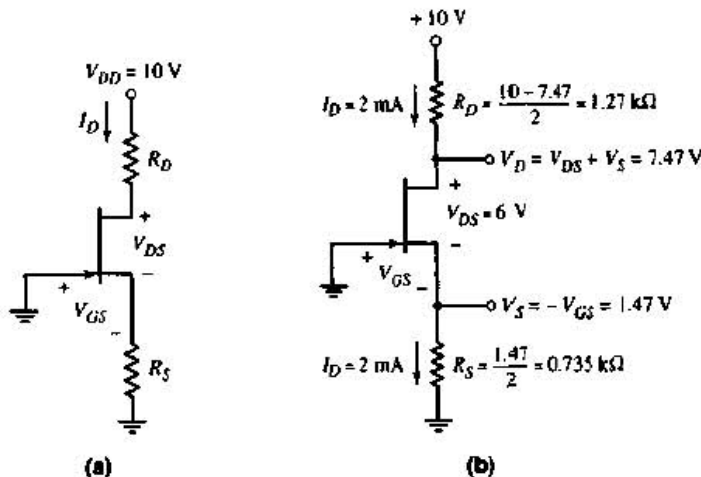 V_DD = 10 V
I_D
R_D
+
V_DS
−
+
V_GS
−
R_S
(a)
+ 10 V
I_D = 2 mA
R_D = (10 − 7.47)/2 = 1.27 kΩ
V_D = V_DS + V_S = 7.47 V
+
V_DS = 6 V
−
+
V_GS
−
V_S = − V_GS = 1.47 V
I_D = 2 mA
R_S = 1.47/2 = 0.735 kΩ
(b)